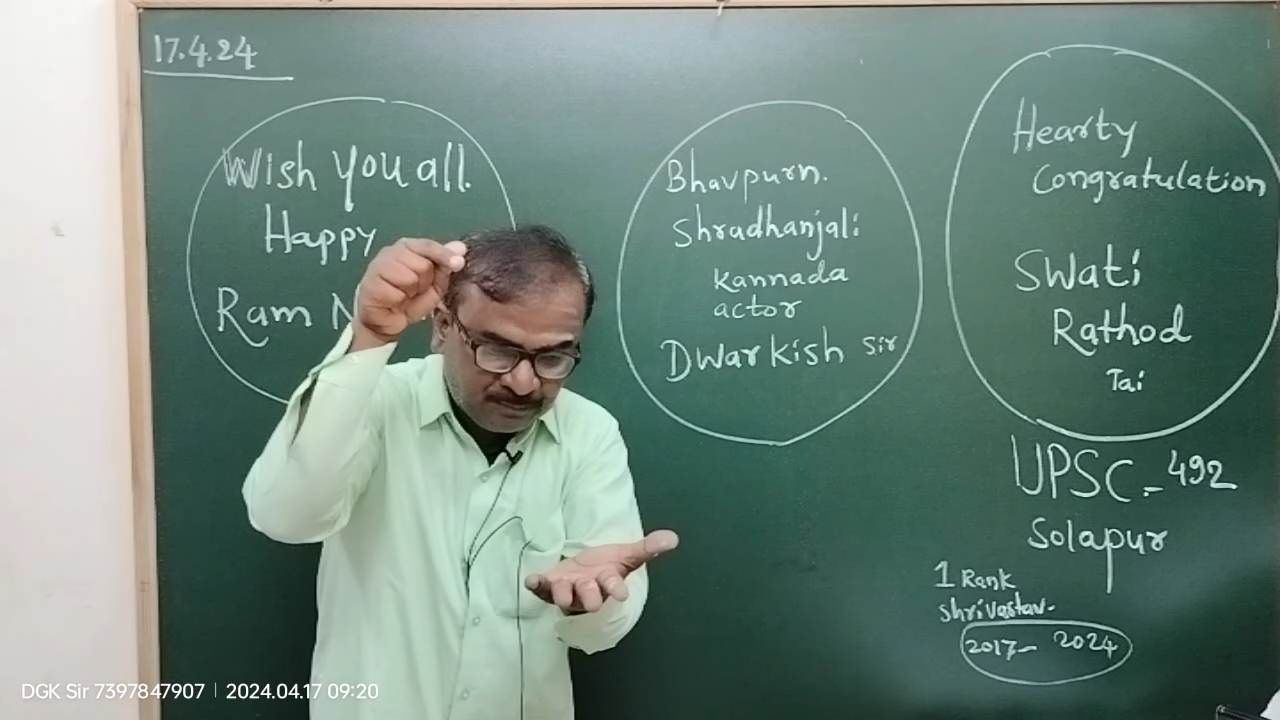 17.4.24
Wish You all.
Happy
Ram N
Bhavpurn.
Shradhanjali
Kannada
actor
Dwarkish Sir
Hearty
Congratulation
Swati
Rathod
Tai
UPSC - 492
Solapur
1 Rank
Shrivastav-
2017 - 2024
DGK Sir 7397847907 | 2024.04.17 09:20